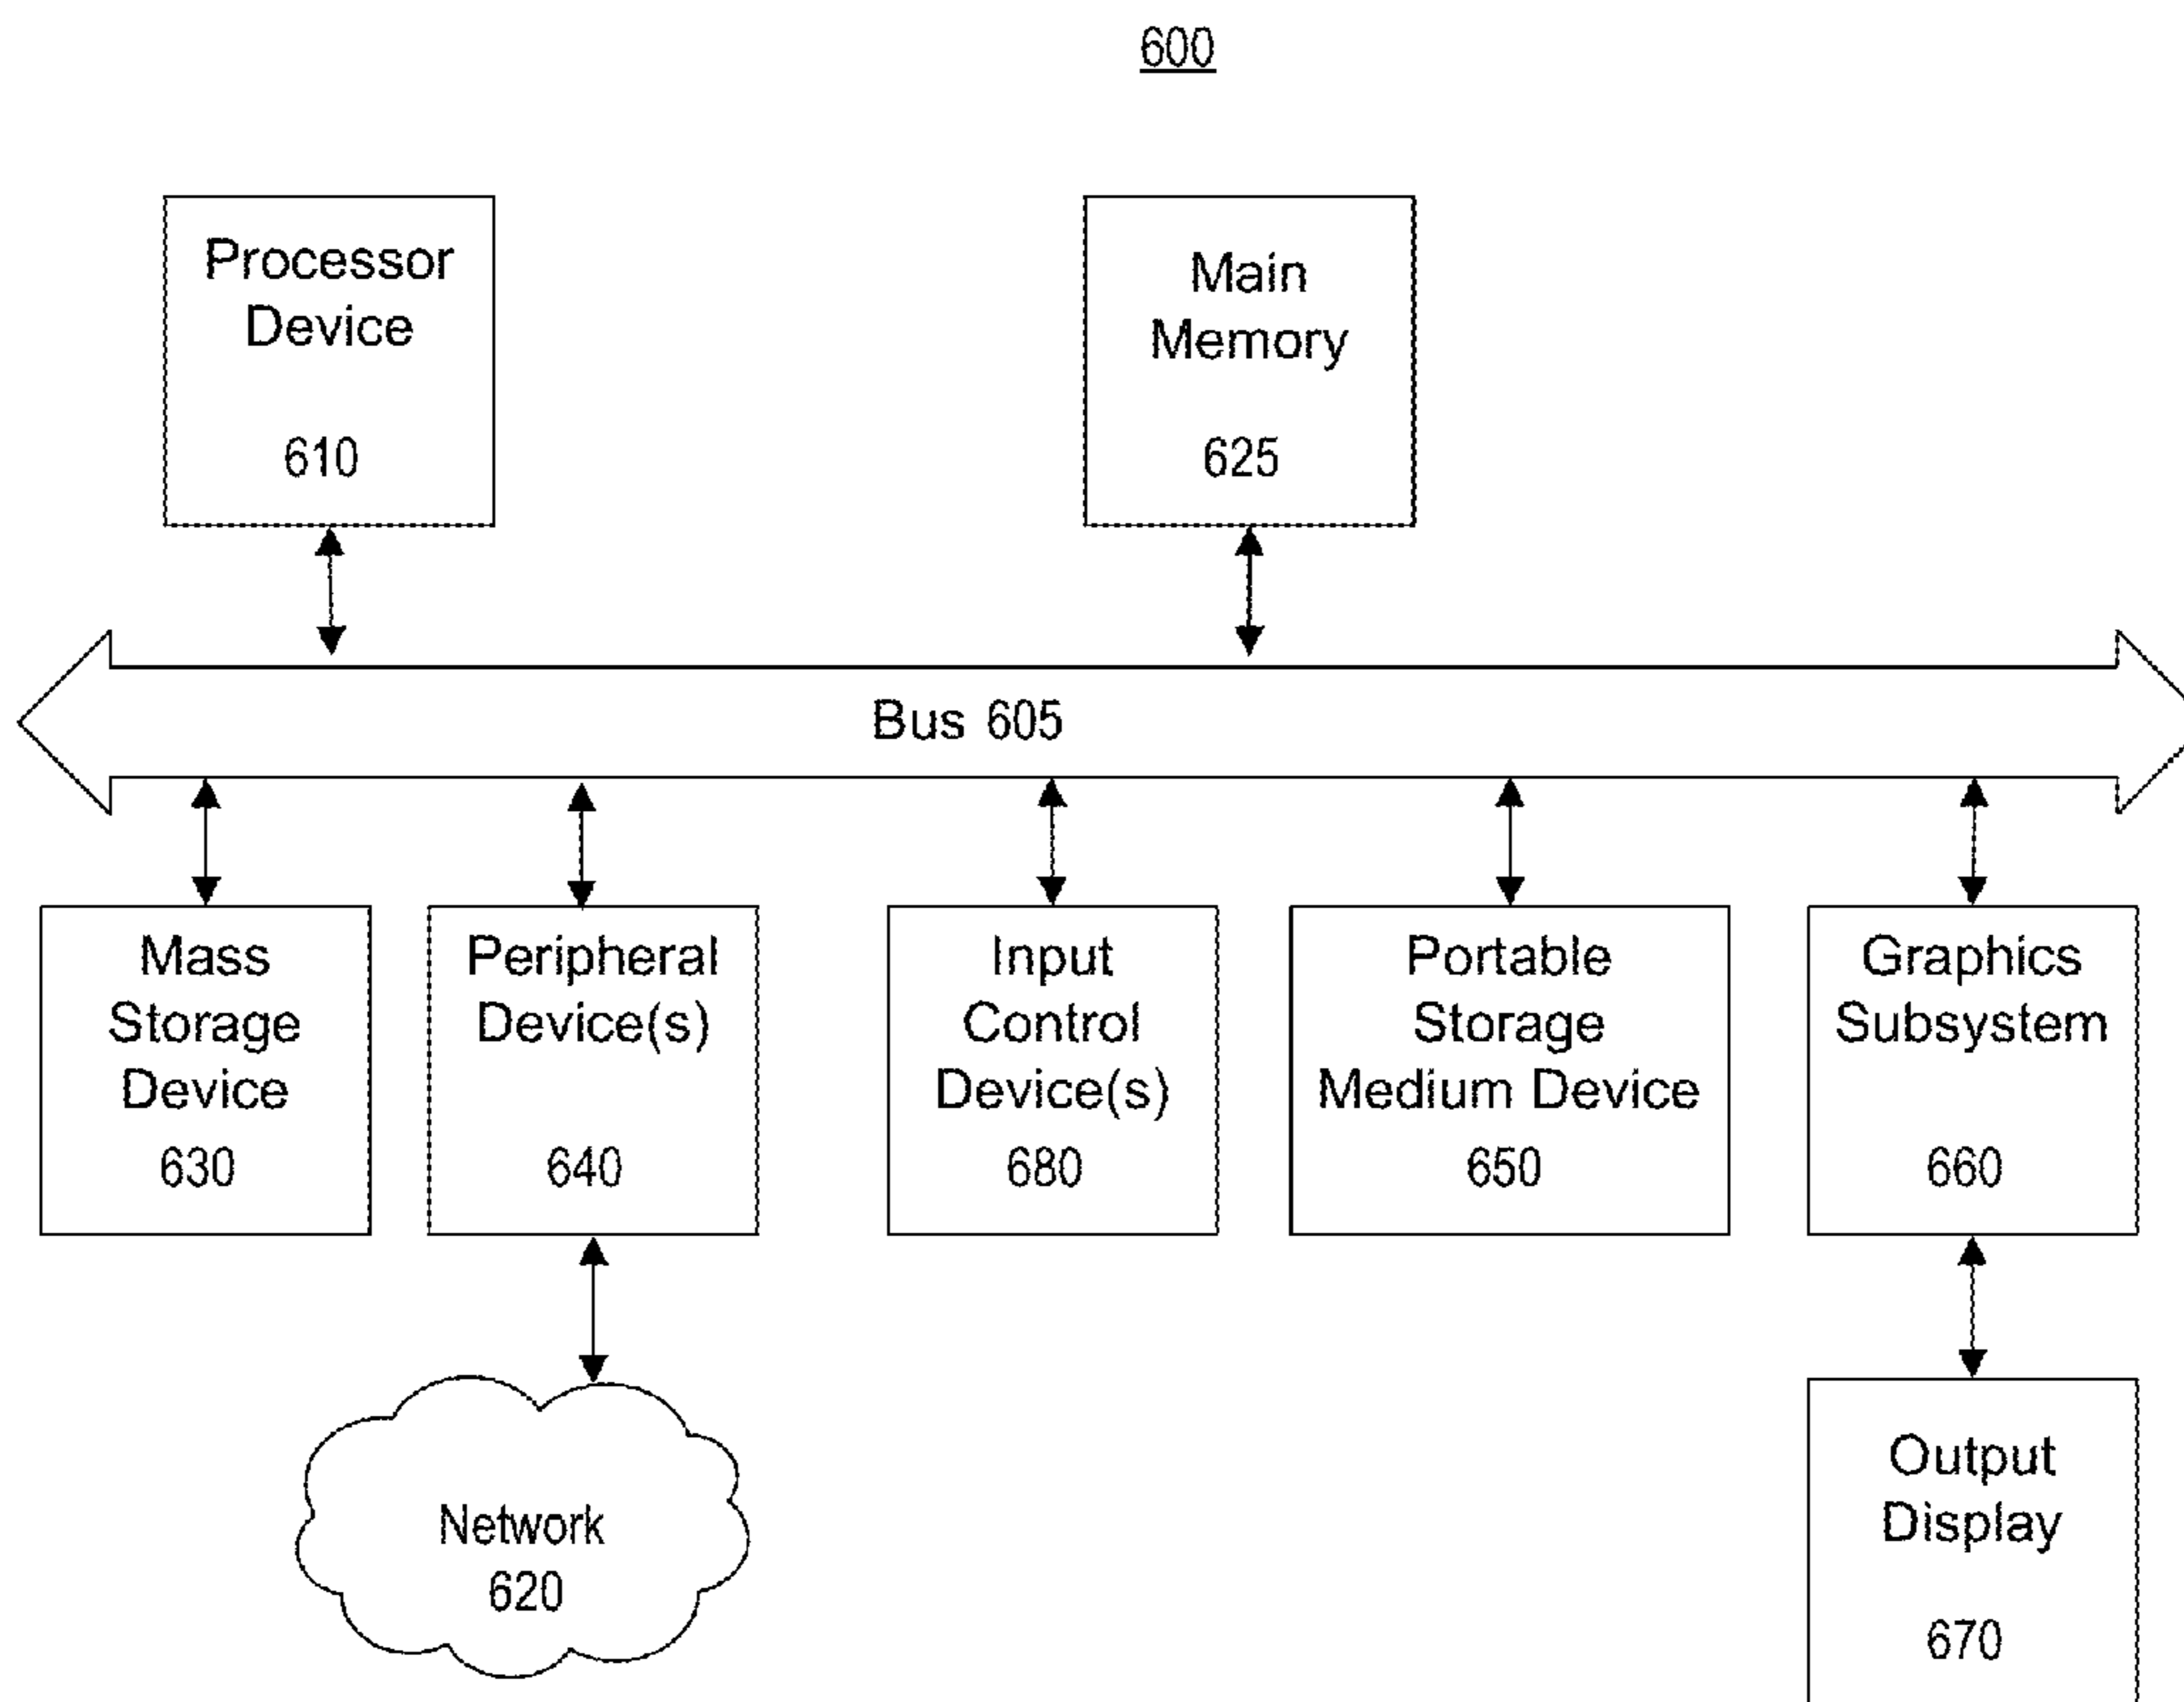 600
Processor
Device
610
Main
Memory
625
Bus 605
Mass
Storage
Device
630
Peripheral
Device(s)
640
Input
Control
Device(s)
680
Portable
Storage
Medium Device
650
Graphics
Subsystem
660
Network
620
Output
Display
670